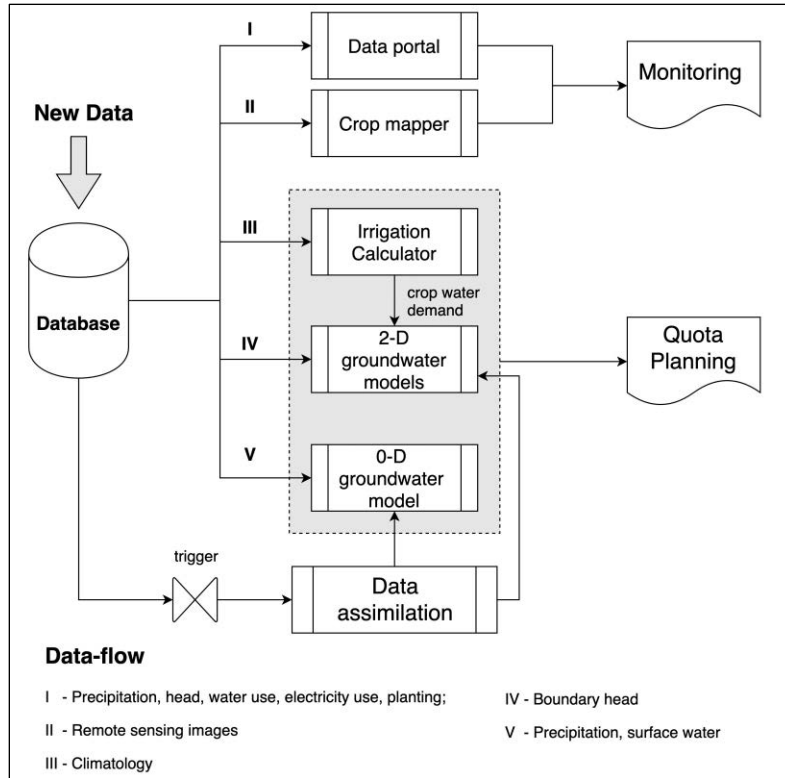 I
Data portal
Monitoring
New Data
II
Crop mapper
III
Irrigation
Calculator
crop water
demand
Database
IV
2-D
groundwater
models
Quota
Planning
V
0-D
groundwater
model
trigger
Data
assimilation
Data-flow
I - Precipitation, head, water use, electricity use, planting;
II - Remote sensing images
III - Climatology
IV - Boundary head
V - Precipitation, surface water